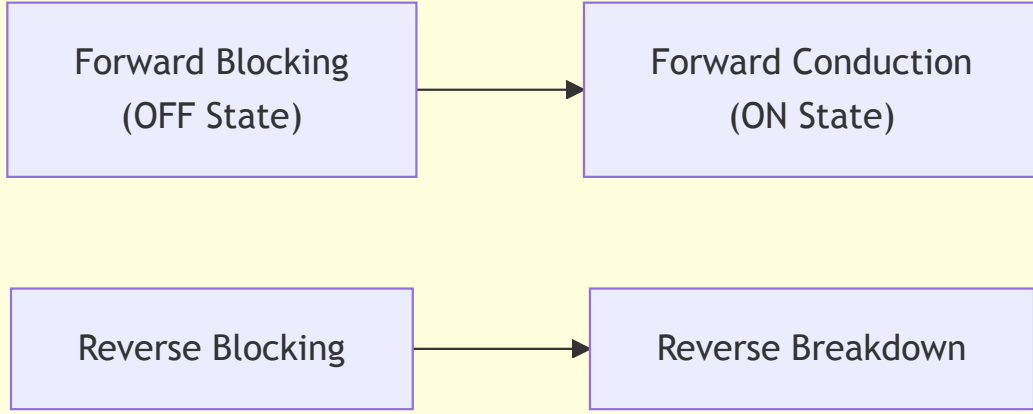 Forward Blocking
(OFF State)
Forward Conduction
(ON State)
Reverse Blocking
Reverse Breakdown